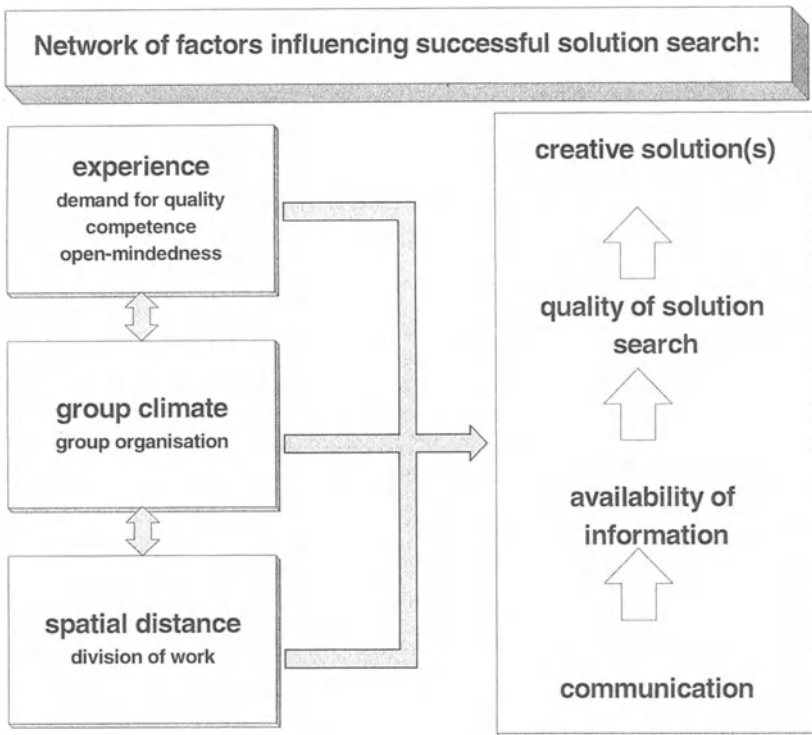 Network of factors influencing successful solution search:
experience
demand for quality
competence
open-mindedness
group climate
group organisation
spatial distance
division of work
creative solution(s)
quality of solution
search
availability of
information
communication